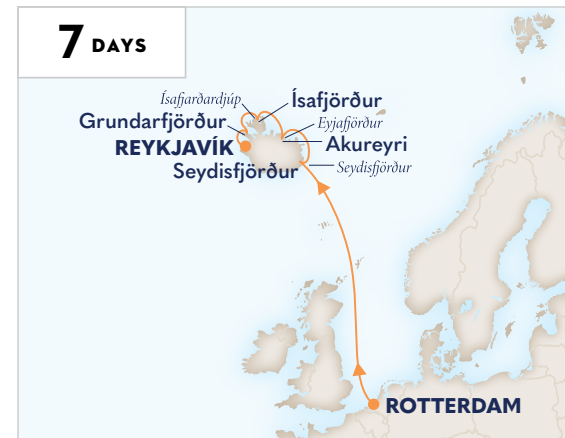 7 DAYS
Ísafjarðardjúp
Ísafjörður
Grundarfjörður
Eyjafjörður
REYKJAVÍK
Akureyri
Seydisfjörður
Seydisfjörður
ROTTERDAM